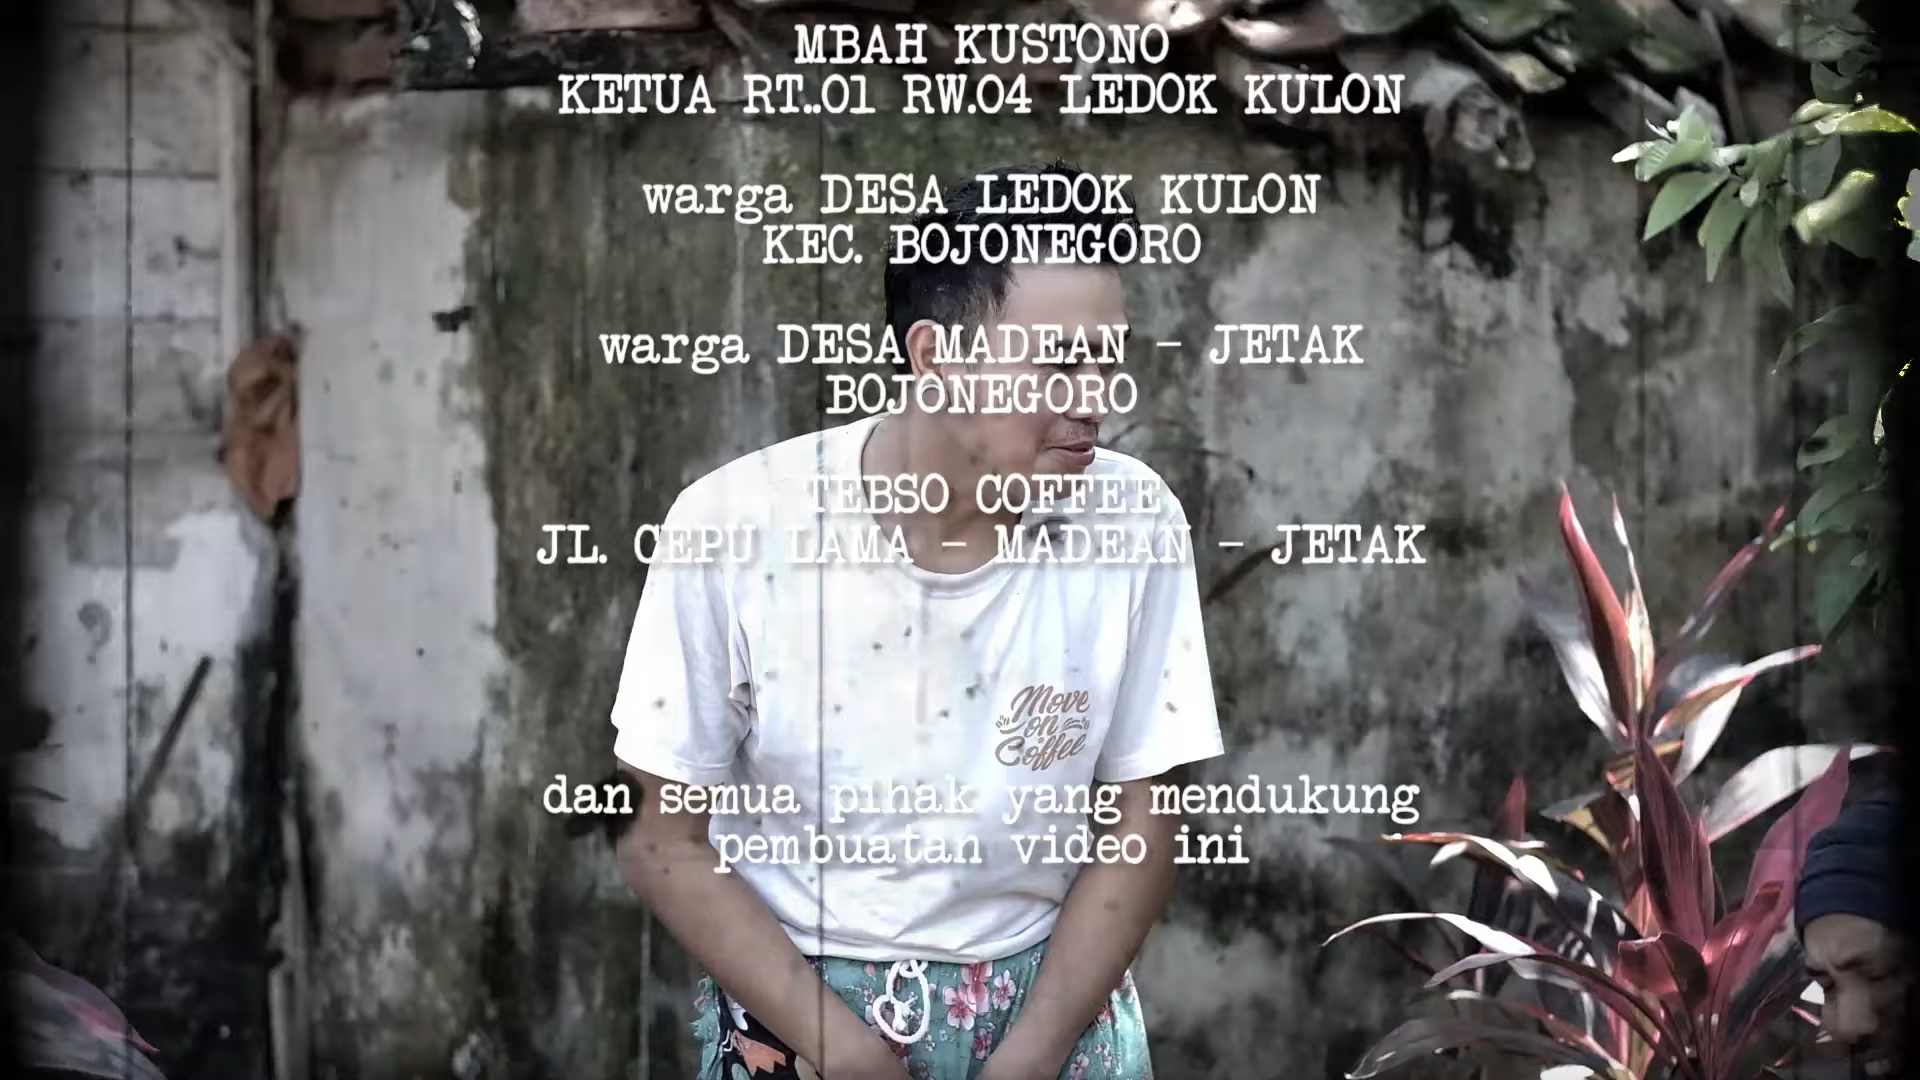 MBAH KUSTONO
KETUA RT..01 RW.04 LEDOK KULON
warga DESA LEDOK KULON
KEC. BOJONEGORO
warga DESA MADEAN - JETAK
BOJONEGORO
TEBSO COFFEE
JL. CEPU LAMA - MADEAN - JETAK
Move
on
Coffee
dan semua pihak yang mendukung
pembuatan video ini